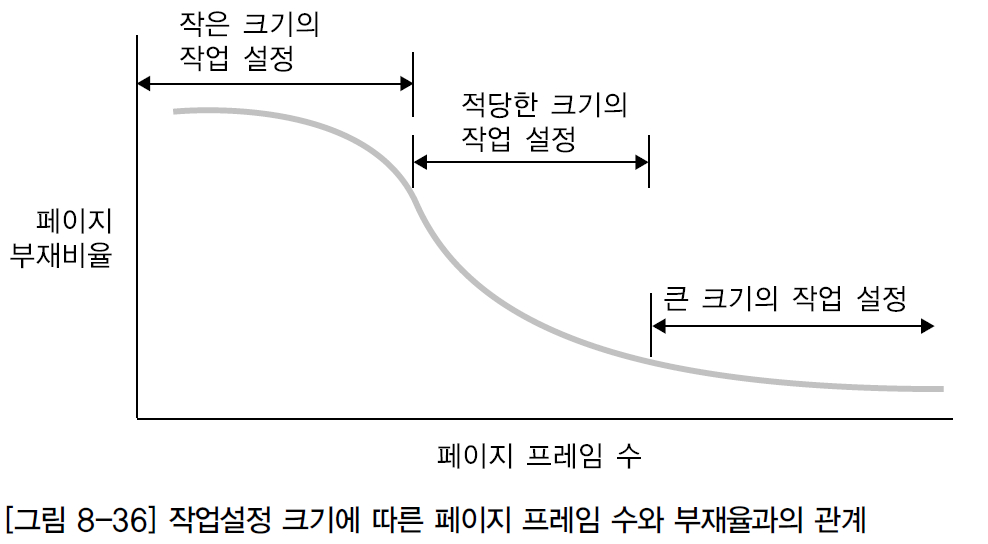 작은 크기의
작업 설정
적당한 크기의
작업 설정
페이지
부재비율
큰 크기의 작업 설정
페이지 프레임 수
[그림 8-36] 작업설정 크기에 따른 페이지 프레임 수와 부재율과의 관계